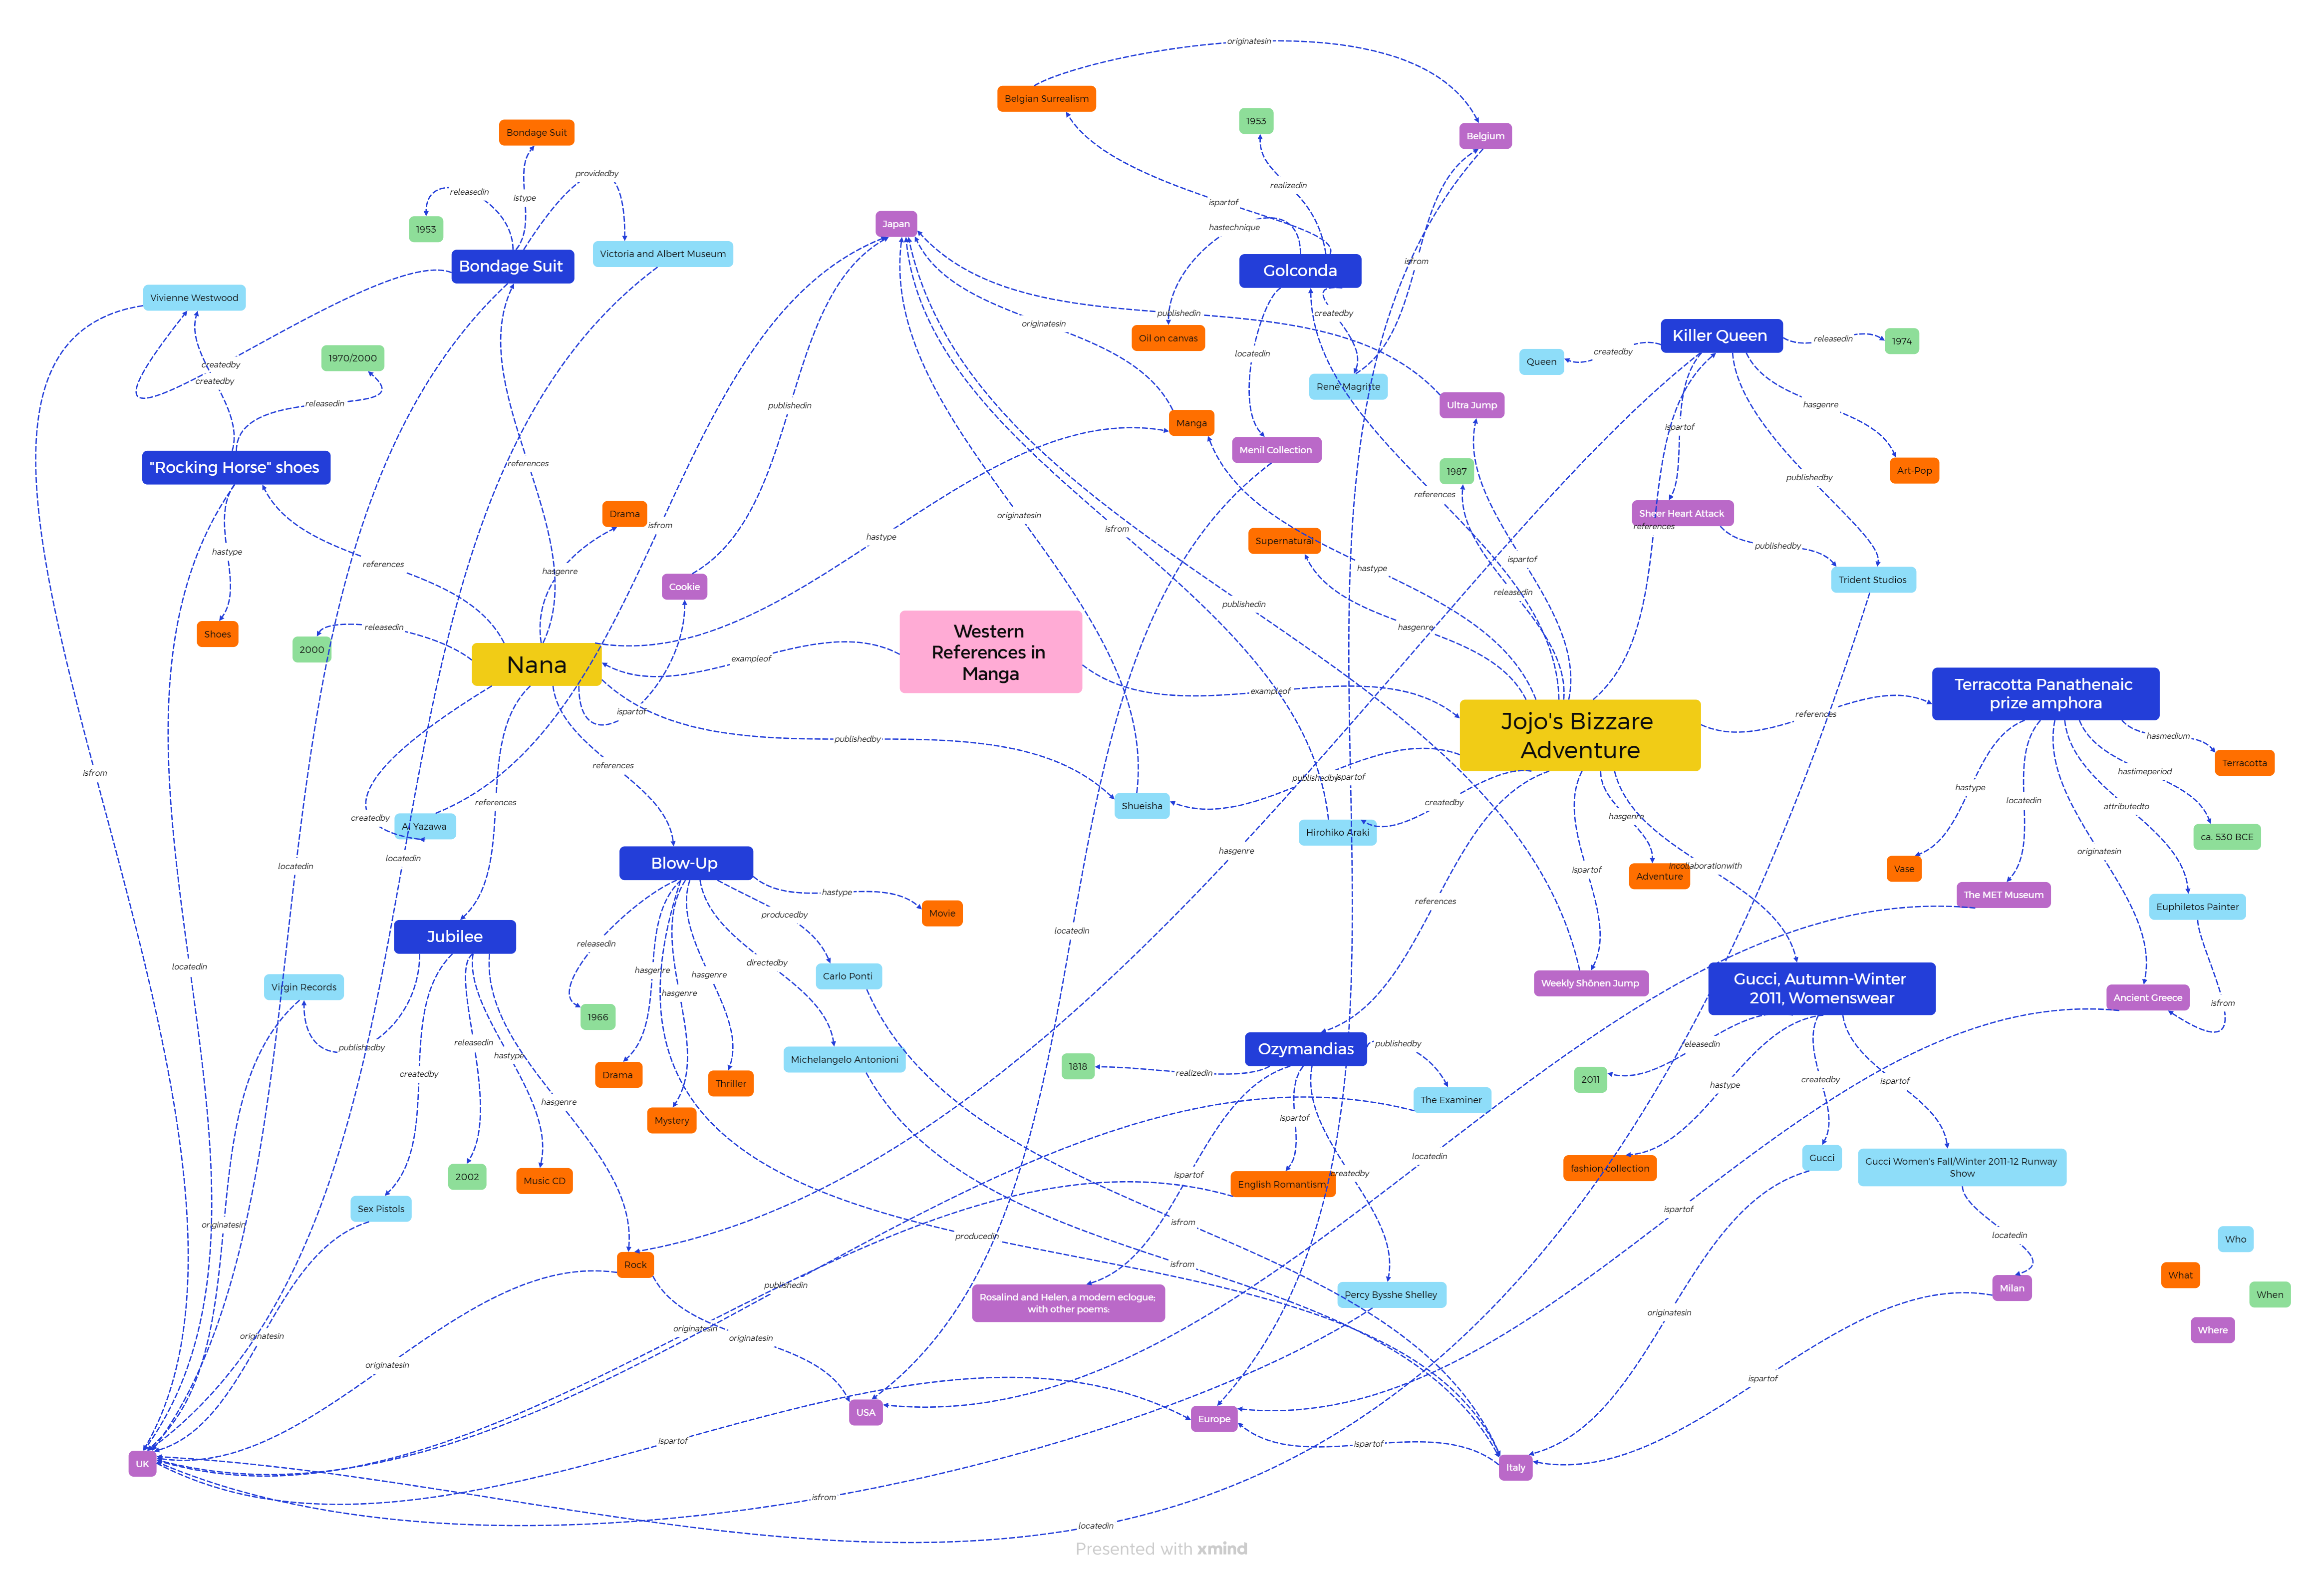 originatesin
Belgian Surrealism
1953
Belgium
Bondage Suit
providedby
releasedin
istype
realizedin
ispartof
1953
Japan
hastechnique
Victoria and Albert Museum
Bondage Suit
isfrom
Golconda
Vivienne Westwood
publishedin
createdby
originatesin
Oil on canvas
Killer Queen
releasedin
1974
locatedin
createdby
Queen
1970/2000
createdby
createdby
René Magritte
releasedin
publishedin
Ultra Jump
hasgenre
Manga
ispartof
Menil Collection
references
"Rocking Horse" shoes
1987
Art-Pop
publishedby
references
Drama
originatesin
Sheer Heart Attack
isfrom
isfrom
references
hastype
Supernatural
publishedby
hastype
ispartof
references
hasgenre
hastype
Trident Studios
Cookie
releasedin
publishedin
Shoes
releasedin
hasgenre
2000
Western
References in
Manga
Nana
exampleof
exampleof
ispartof
Terracotta Panathenaic
prize amphora
references
Jojo's Bizzare
Adventure
publishedby
hasmedium
references
isfrom
publishedby
ispartof
hastimeperiod
Terracotta
hastype
references
Shueisha
createdby
locatedin
attributedto
createdby
Ai Yazawa
Hirohiko Araki
hasgenre
ca. 530 BCE
originatesin
hasgenre
Blow-Up
locatedin
locatedin
ispartof
incollaborationwith
Vase
Adventure
hastype
The MET Museum
references
Euphiletos Painter
Movie
producedby
Jubilee
releasedin
locatedin
directedby
locatedin
hasgenre
hasgenre
Carlo Ponti
Weekly Shōnen Jump
Gucci, Autumn-Winter
2011, Womenswear
Virgin Records
hasgenre
Ancient Greece
isfrom
1966
releasedin
publishedby
hastype
Ozymandias
publishedby
releasedin
Michelangelo Antonioni
1818
realizedin
createdby
Drama
Thriller
2011
hastype
createdby
ispartof
hasgenre
The Examiner
Mystery
ispartof
locatedin
Gucci
Gucci Women's Fall/Winter 2011-12 Runway
Show
fashion collection
2002
Music CD
ispartof
createdby
English Romantism
Sex Pistols
ispartof
originatesin
isfrom
producedin
locatedin
Who
Rock
isfrom
What
publishedin
Milan
When
Rosalind and Helen, a modern eclogue;
with other poems:
Percy Bysshe Shelley
originatesin
originatesin
originatesin
originatesin
Where
originatesin
ispartof
USA
Europe
ispartof
ispartof
UK
Italy
isfrom
locatedin
Presented with xmind